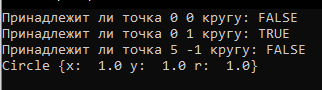 Принадлежит ли точка 0 0 кругу: FALSE
Принадлежит ли точка 0 1 кругу: TRUE
Принадлежит ли точка 5 -1 кругу: FALSE
Circle {x:  1.0 y:  1.0 r:  1.0}